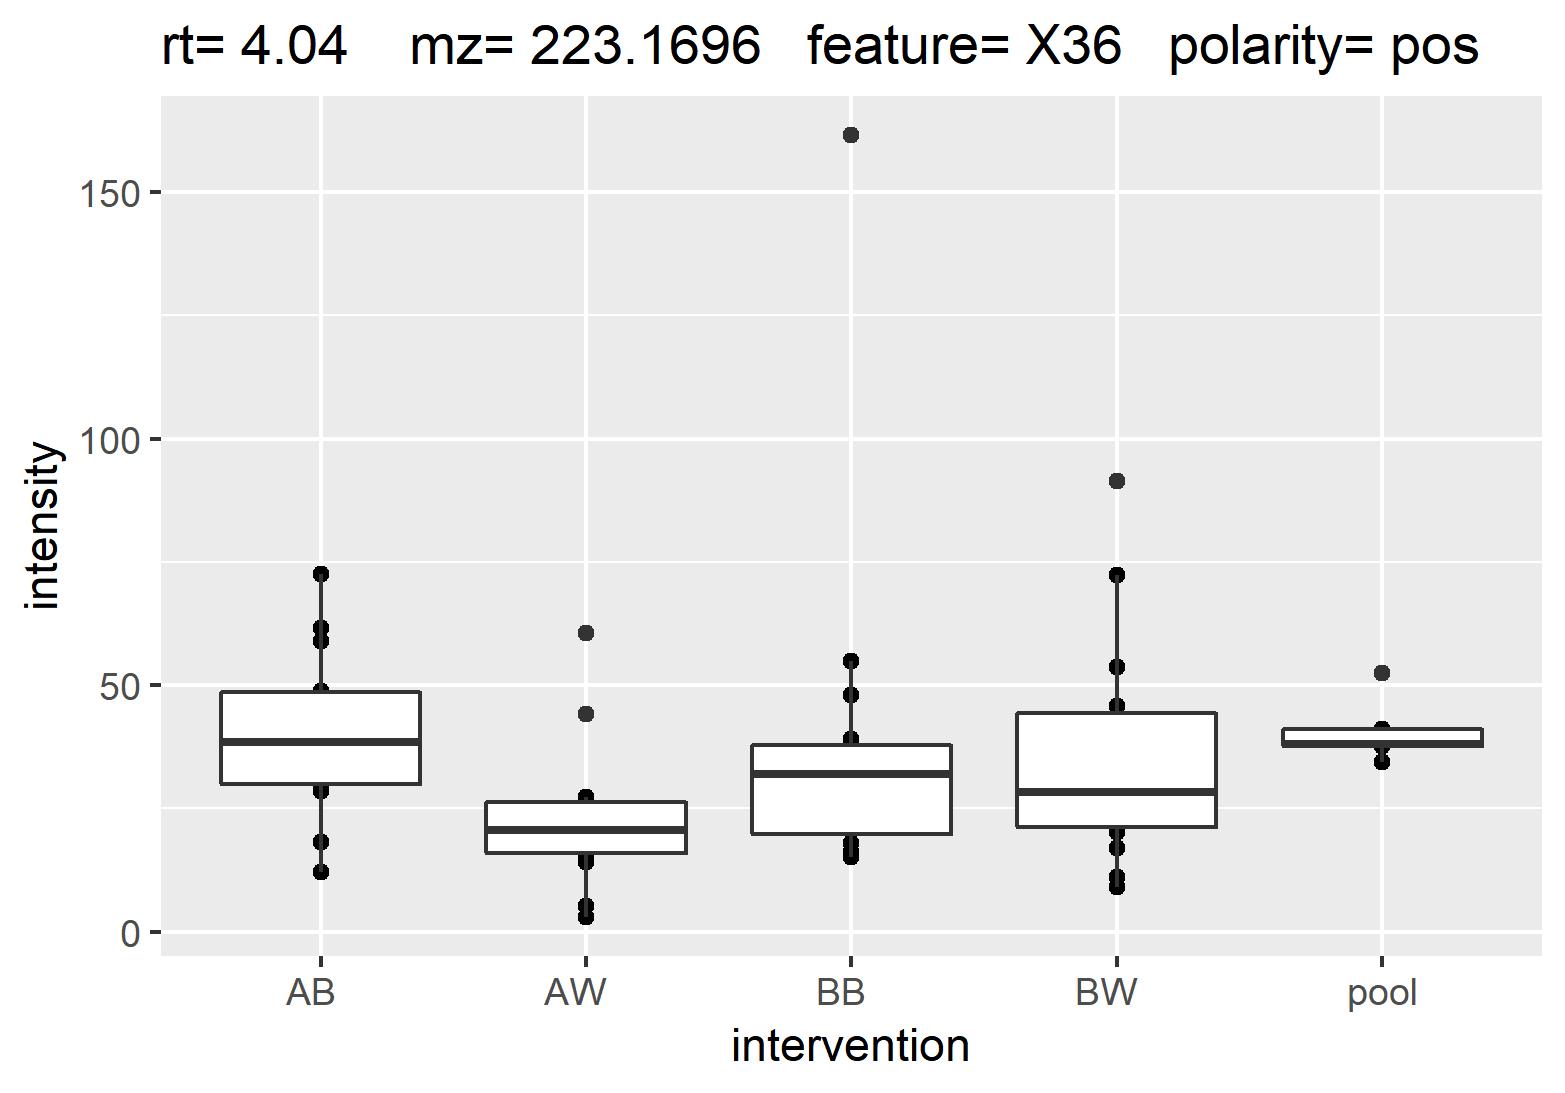 rt= 4.04 mz= 223.1696 feature= X36 polarity= pos
150
100
50
0
intensity
AB AW BB BW pool
intervention